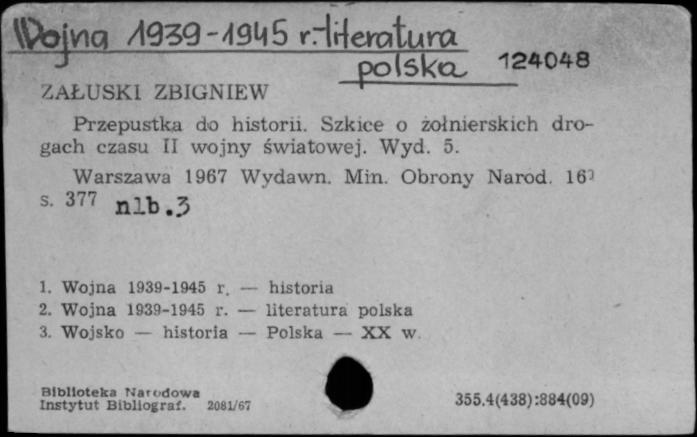 Wojna 1939-1945 r.-literatura
polska 124048
ZAŁUSKI ZBIGNIEW
Przepustka do historii. Szkice o żołnierskich dro-
gach czasu II wojny światowej. Wyd. 5.
Warszawa 1967 Wydawn. Min. Obrony Narod. 16⁰
s. 377 nlb.3
1. Wojna 1939-1945 r. — historia
2. Wojna 1939-1945 r. — literatura polska
3. Wojsko — historia — Polska — XX w.
Biblioteka Narodowa
Instytut Bibliograf. 2081/67 355.4(438):884(09)